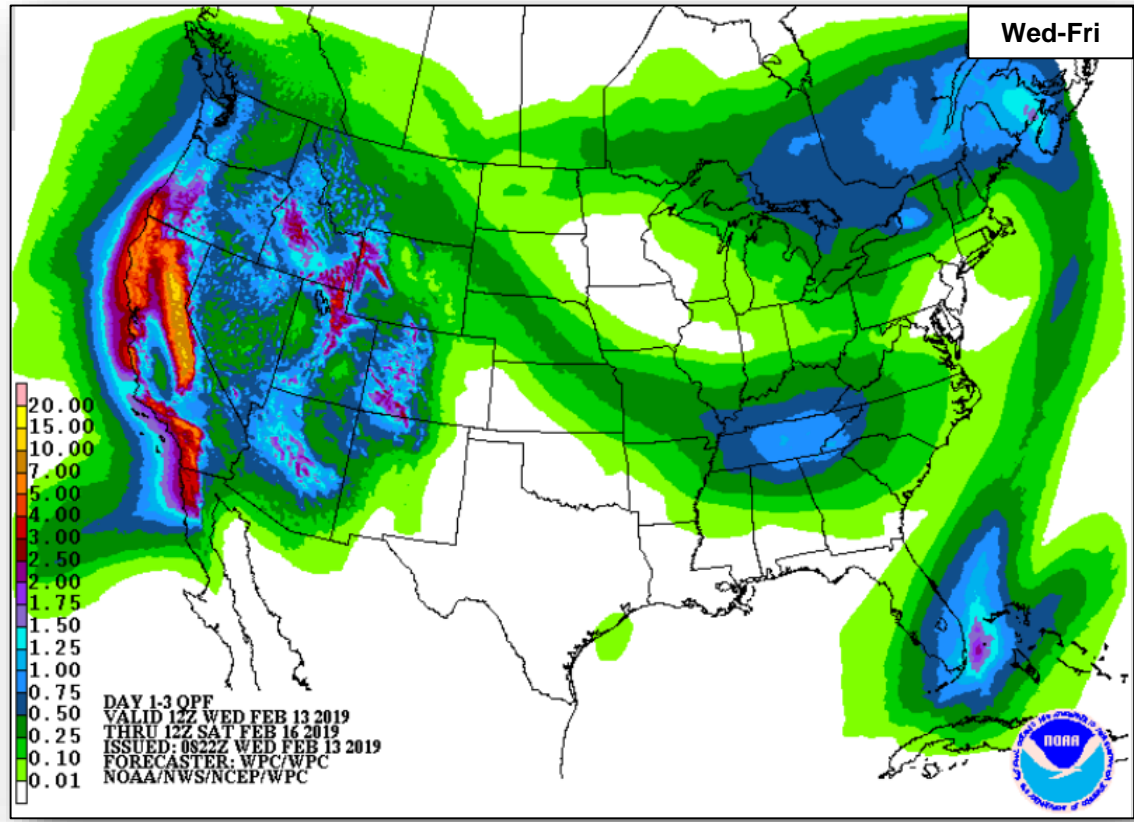 Wed-Fri
20.00
15.00
10.00
7.00
5.00
4.00
3.00
2.50
2.00
1.75
1.50
1.25
1.00
0.75
0.50
0.25
0.10
0.01
DAY 1-3 QPF
VALID 12Z WED FEB 13 2019
THRU 12Z SAT FEB 16 2019
ISSUED: 0822Z WED FEB 13 2019
FORECASTER: WPC/WPC
NOAA/NWS/NCEP/WPC
NOAA